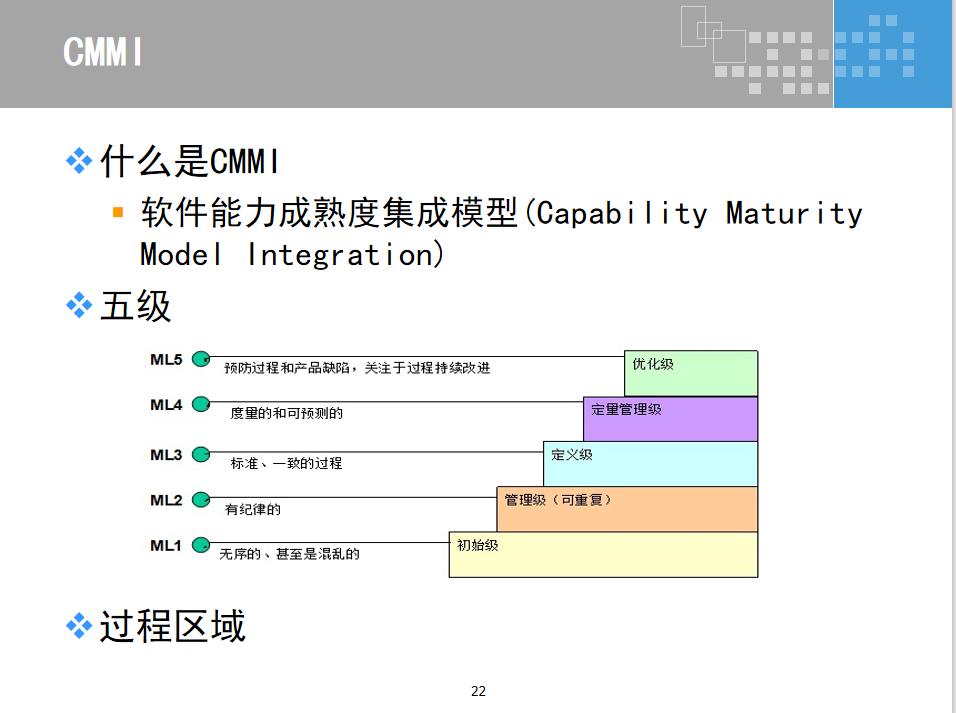 CMMI
什么是CMMI
软件能力成熟度集成模型(Capability Maturity
Model Integration)
五级
ML5 预防过程和产品缺陷，关注于过程持续改进 优化级
ML4 度量的和可预测的 定量管理级
ML3 标准、一致的过程 定义级
ML2 有纪律的 管理级（可重复）
ML1 无序的、甚至是混乱的 初始级
过程区域
22